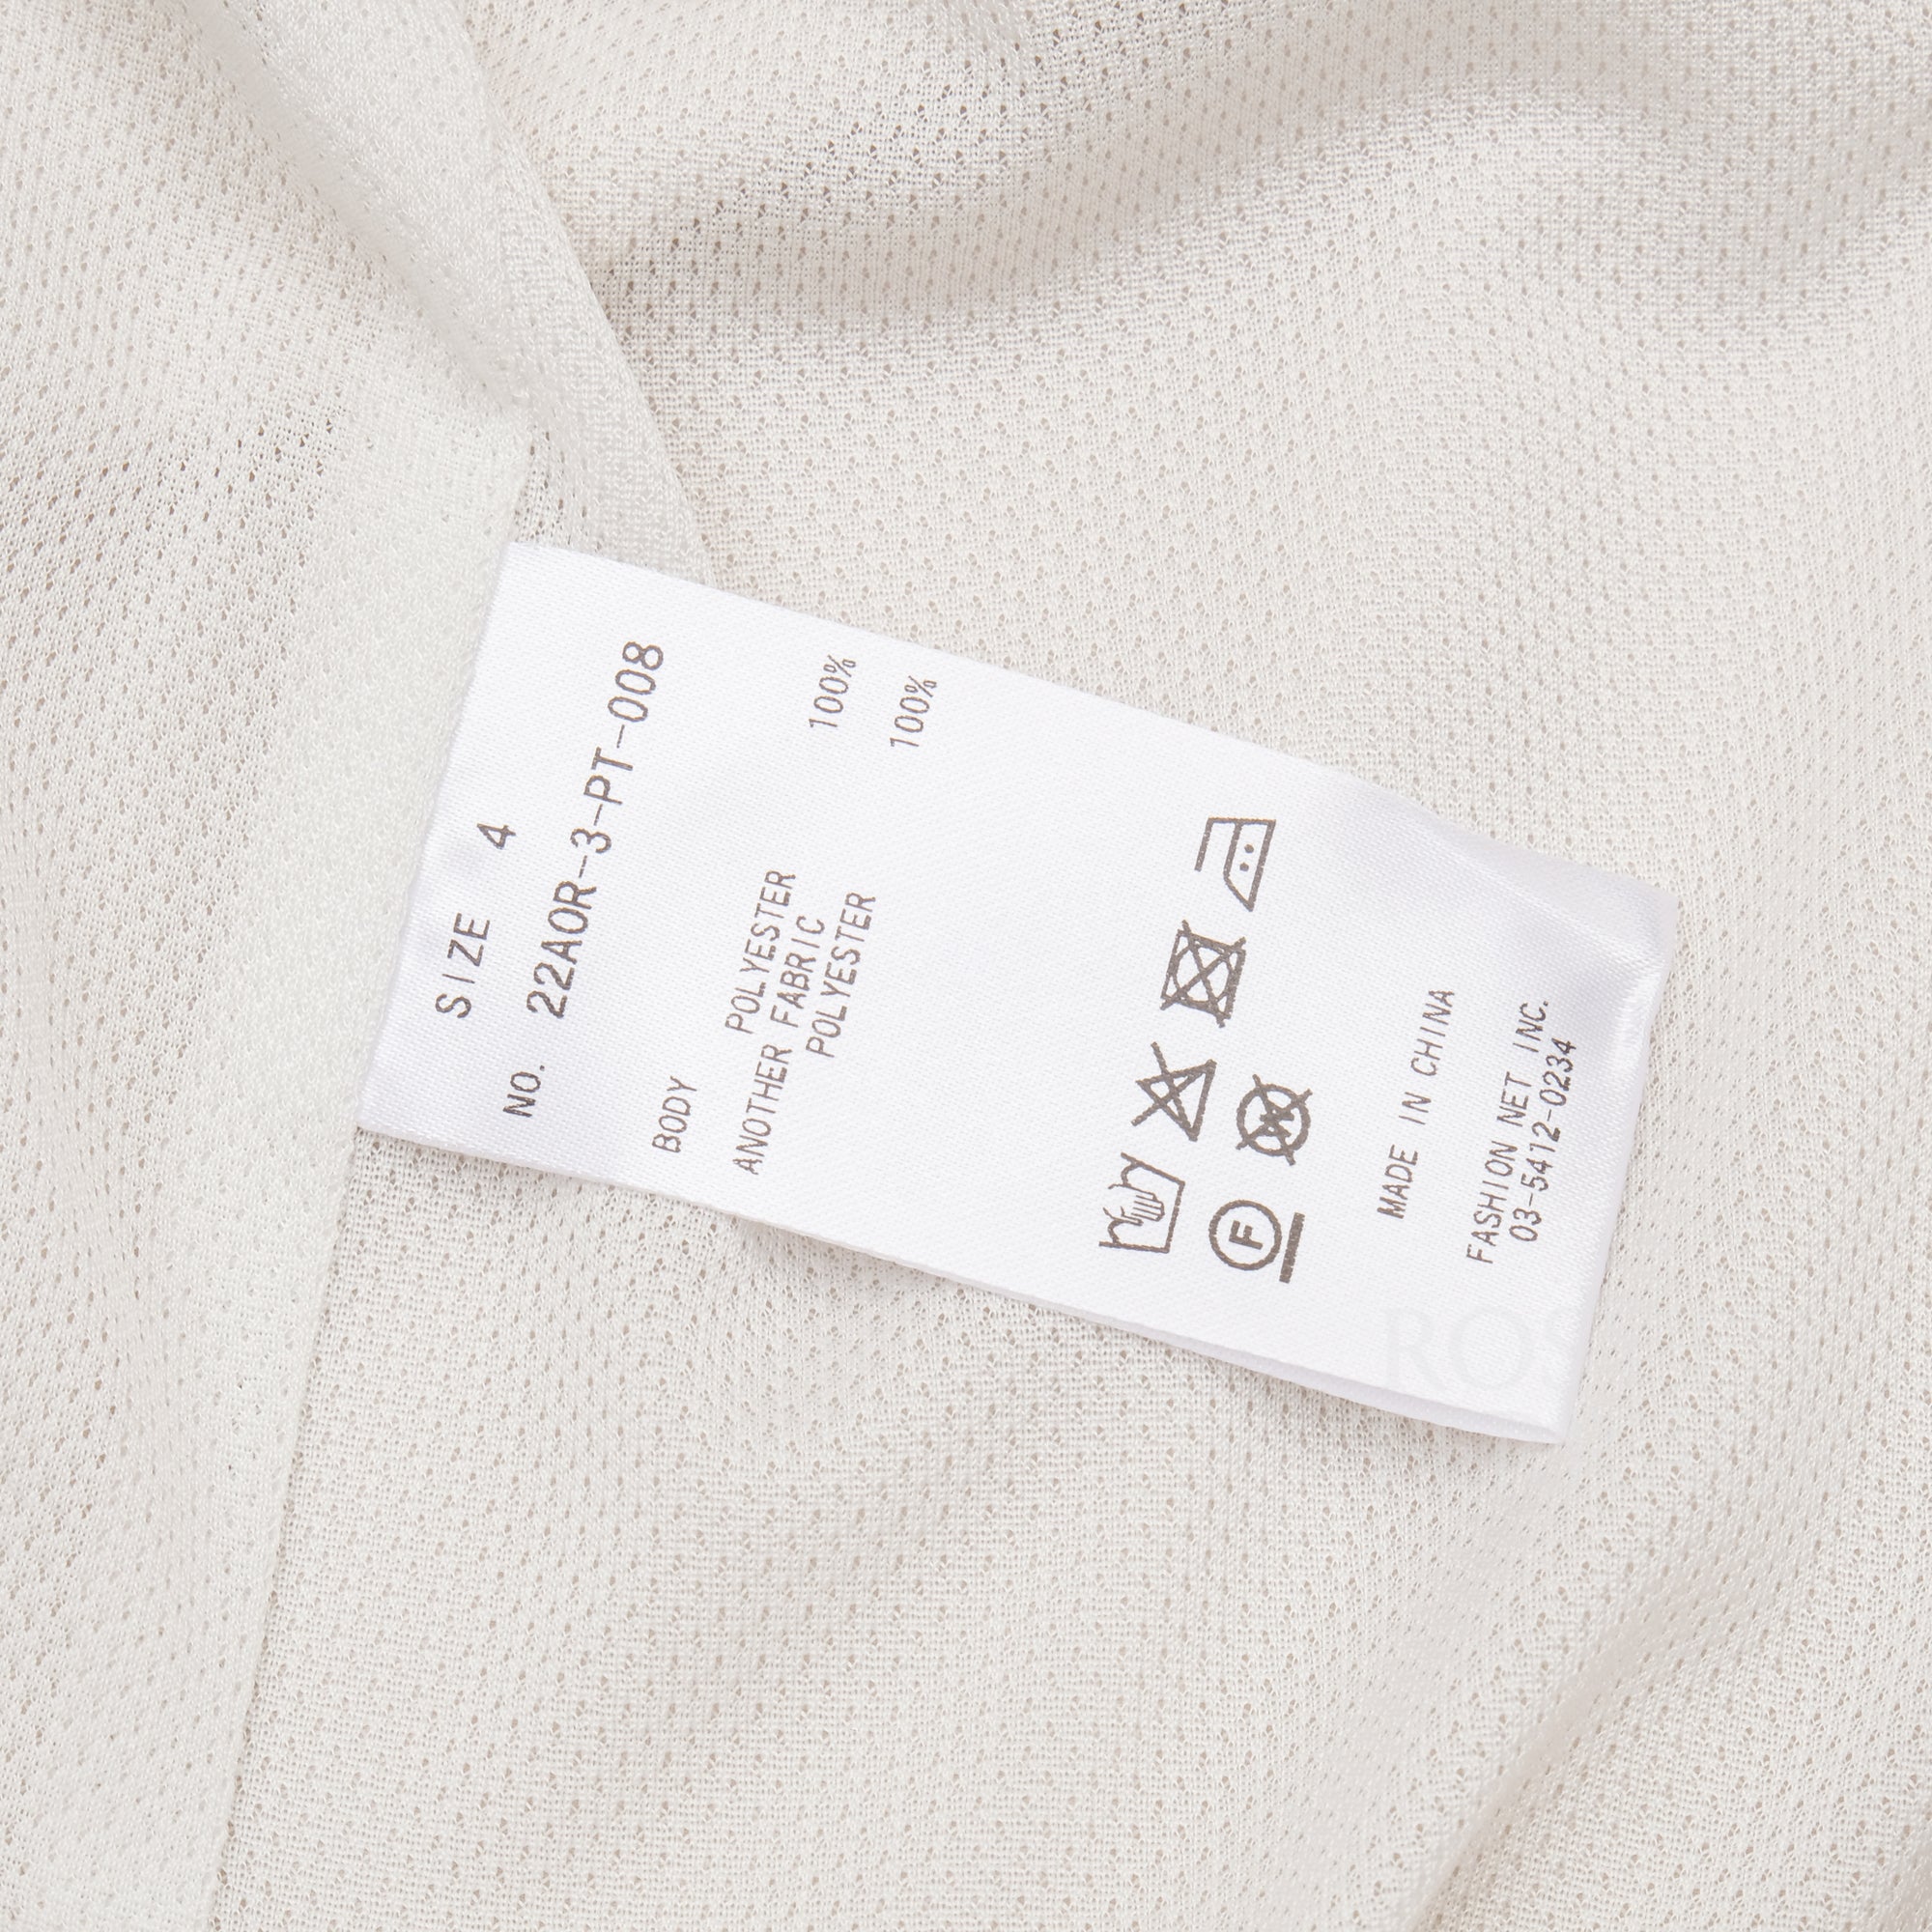 SIZE 4
NO. 22AOR-3-PT-008
BODY
POLYESTER 100%
ANOTHER FABRIC
POLYESTER 100%
F
W
MADE IN CHINA
FASHION NET INC.
03-5412-0234
ROS